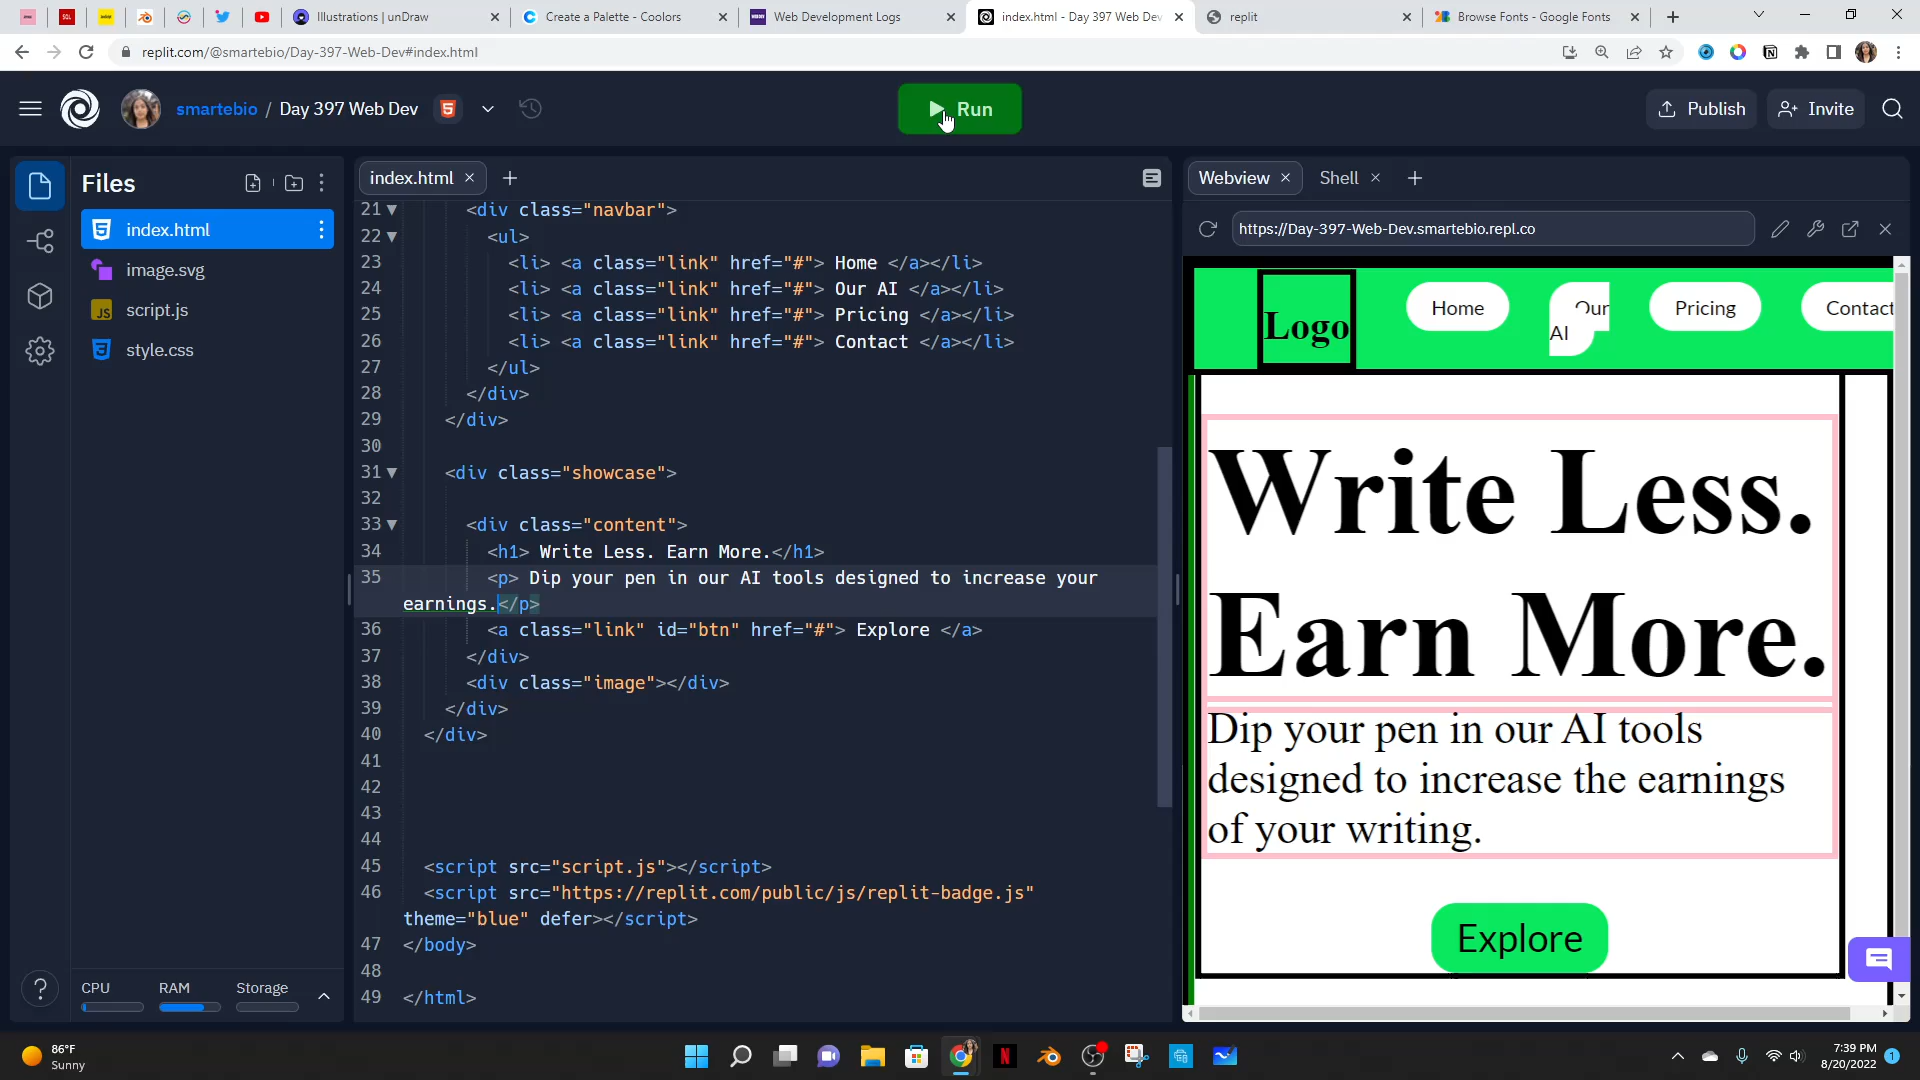 Illustrations | unDraw
Create a Palette - Coolors
Web Development Logs
index.html - Day 397 Web Dev
replit
Browse Fonts - Google Fonts
replit.com/@smartebio/Day-397-Web-Dev#index.html
smartebio / Day 397 Web Dev
Run
Publish
Invite
Files
index.html
image.svg
script.js
style.css
CPU
RAM
Storage
index.html
21 <div class="navbar">
22 <ul>
23 <li> <a class="link" href="#"> Home </a></li>
24 <li> <a class="link" href="#"> Our AI </a></li>
25 <li> <a class="link" href="#"> Pricing </a></li>
26 <li> <a class="link" href="#"> Contact </a></li>
27 </ul>
28 </div>
29 </div>
30
31 <div class="showcase">
32
33 <div class="content">
34 <h1> Write Less. Earn More.</h1>
35 <p> Dip your pen in our AI tools designed to increase your
earnings.</p>
36 <a class="link" id="btn" href="#"> Explore </a>
37 </div>
38 <div class="image"></div>
39 </div>
40 </div>
41
42
43
44
45 <script src="script.js"></script>
46 <script src="https://replit.com/public/js/replit-badge.js"
theme="blue" defer></script>
47 </body>
48
49 </html>
Webview
Shell
https://Day-397-Web-Dev.smartebio.repl.co
Logo
Home
Our
AI
Pricing
Contact
Write Less.
Earn More.
Dip your pen in our AI tools
designed to increase the earnings
of your writing.
Explore
86°F
Sunny
7:39 PM
8/20/2022
1